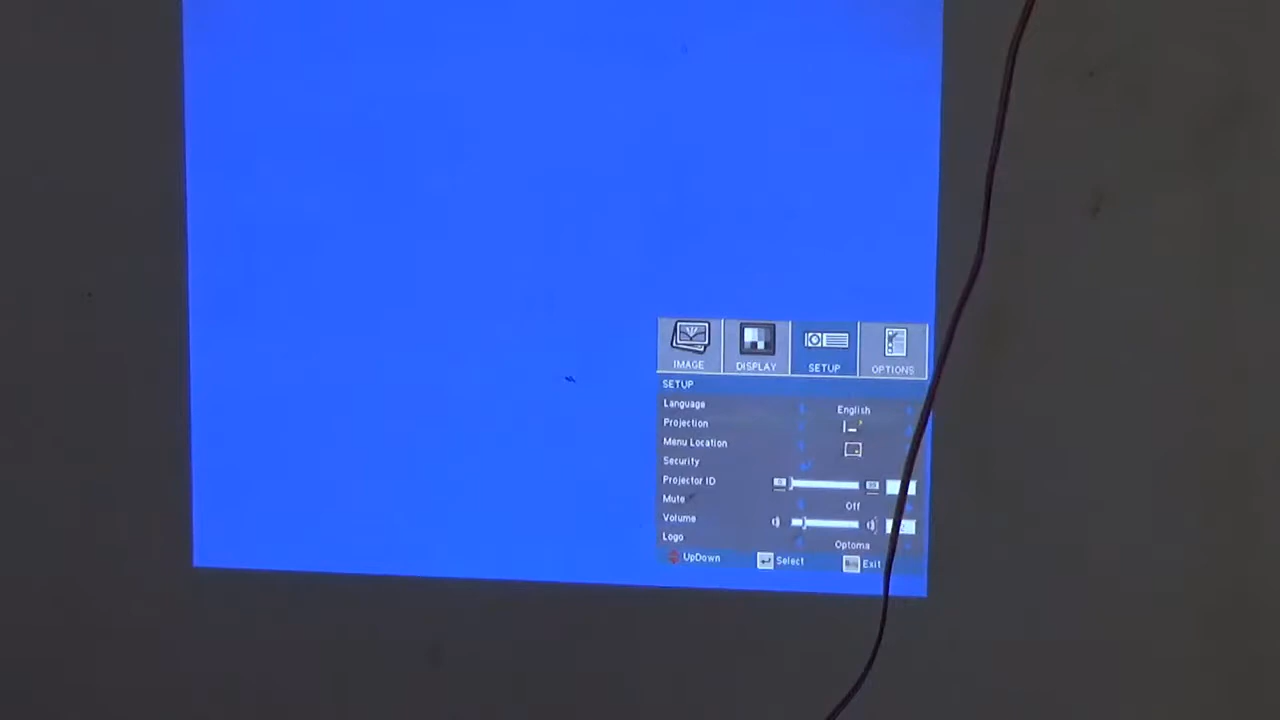 IMAGE DISPLAY SETUP OPTIONS
SETUP
Language English
Projection
Menu Location
Security
Projector ID
Mute Off
Volume
Logo Optoma
UpDown Select Exit